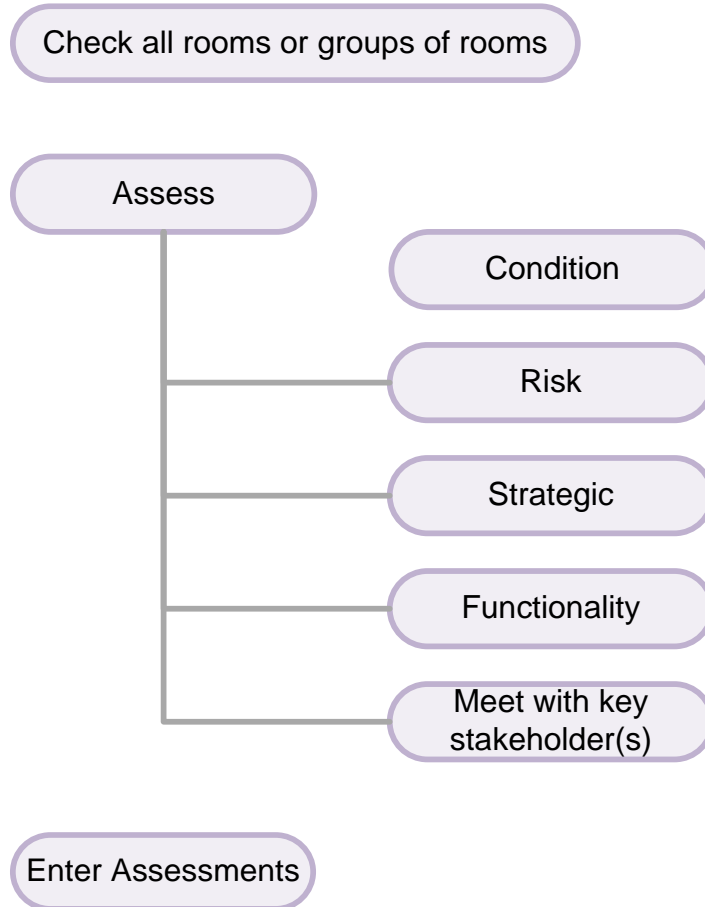 Check all rooms or groups of rooms
Assess
Condition
Risk
Strategic
Functionality
Meet with key
stakeholder(s)
Enter Assessments